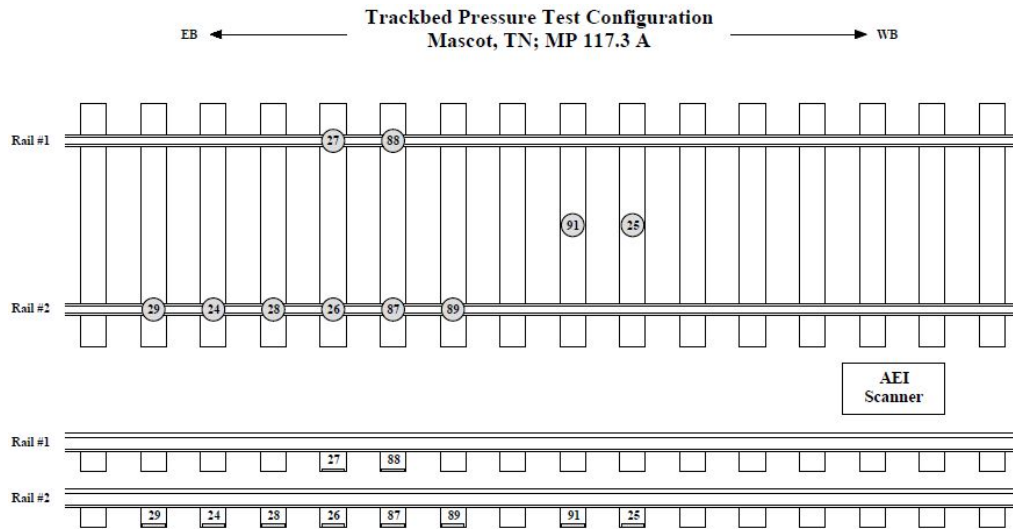 Trackbed Pressure Test Configuration
EB Mascot, TN; MP 117.3 A WB
Rail #1
27 88
91 25
Rail #2
29 24 28 26 87 89
AEI
Scanner
Rail #1
27 88
Rail #2
29 24 28 26 87 89 91 25